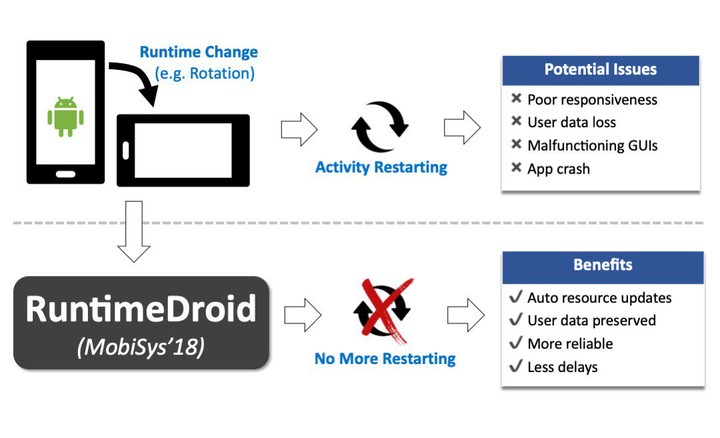 Runtime Change
(e.g. Rotation)
Activity Restarting
Potential Issues
Poor responsiveness
User data loss
Malfunctioning GUIs
App crash
RuntimeDroid
(MobiSys'18)
No More Restarting
Benefits
Auto resource updates
User data preserved
More reliable
Less delays